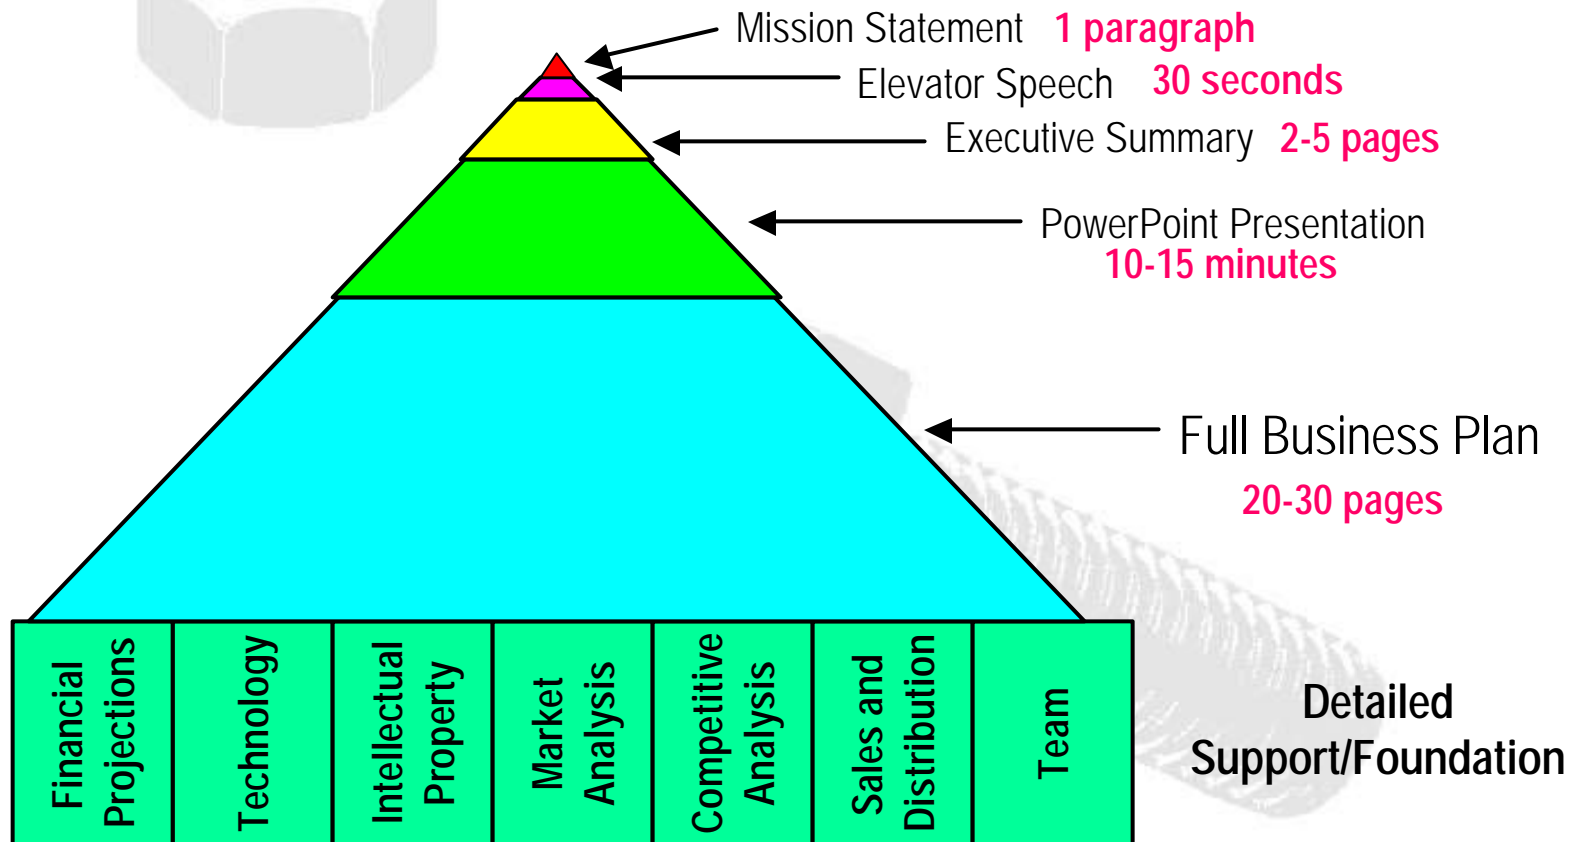 Mission Statement 1 paragraph
Elevator Speech 30 seconds
Executive Summary 2-5 pages
PowerPoint Presentation
10-15 minutes
Full Business Plan
20-30 pages
Financial
Projections
Technology
Intellectual
Property
Market
Analysis
Competitive
Analysis
Sales and
Distribution
Team
Detailed
Support/Foundation